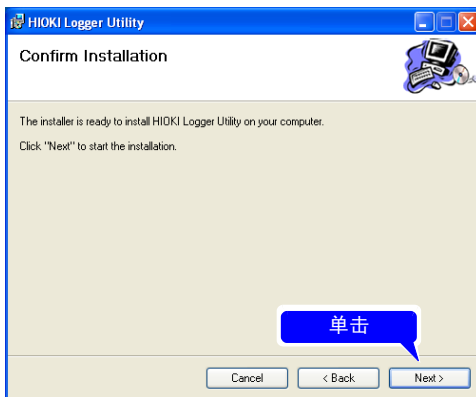 HIOKI Logger Utility
Confirm Installation
The installer is ready to install HIOKI Logger Utility on your computer.
Click "Next" to start the installation.
单击
Cancel
< Back
Next >